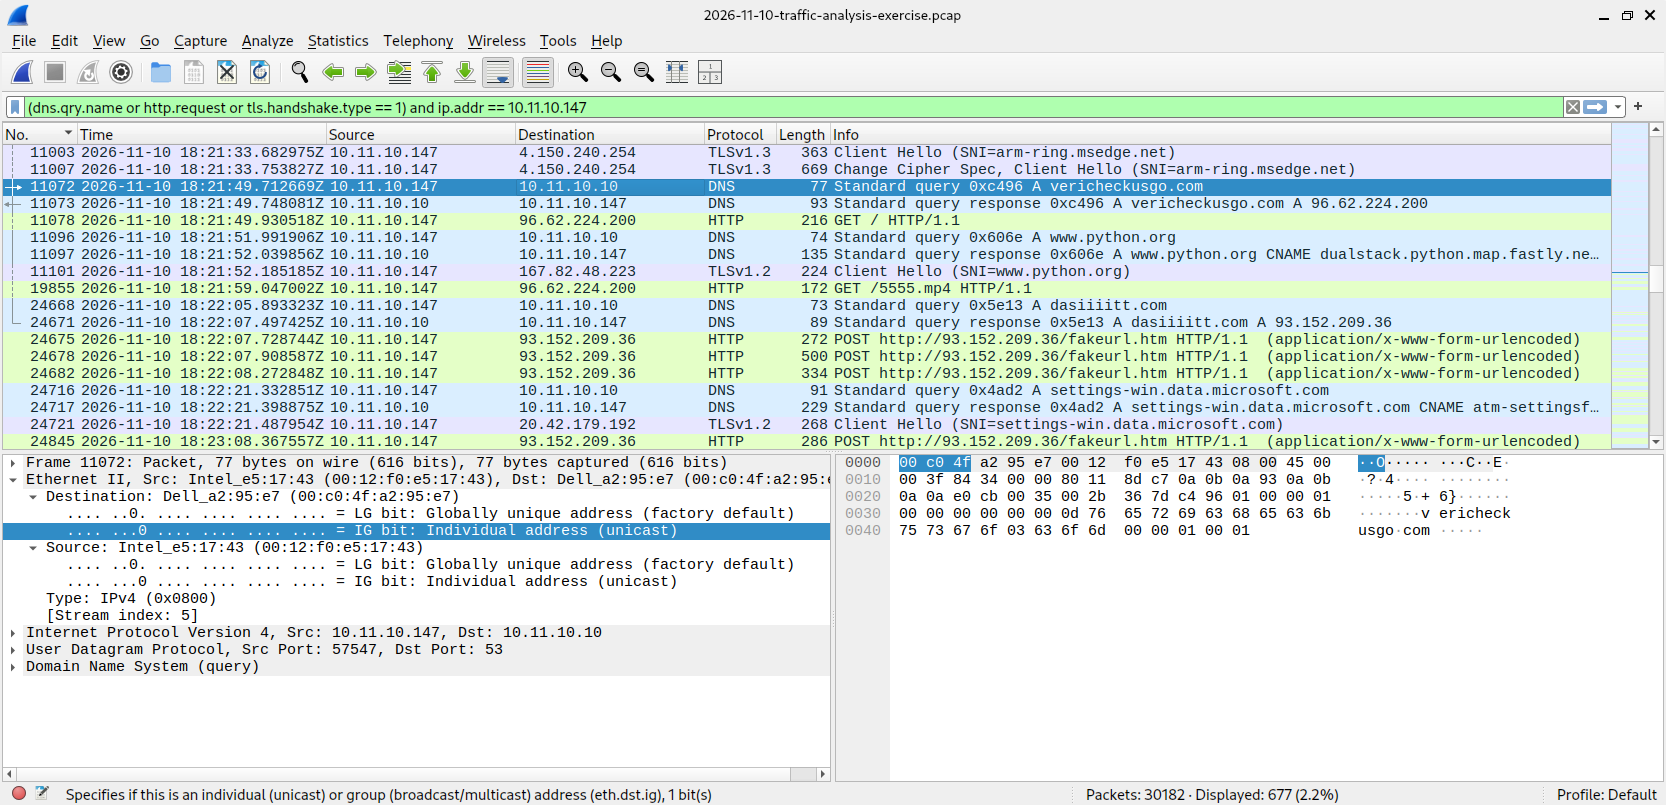 2026-11-10-traffic-analysis-exercise.pcap
File Edit View Go Capture Analyze Statistics Telephony Wireless Tools Help
(dns.qry.name or http.request or tls.handshake.type == 1) and ip.addr == 10.11.10.147
No. Time Source Destination Protocol Length Info
11003 2026-11-10 18:21:33.682975Z 10.11.10.147 4.150.240.254 TLSv1.3 363 Client Hello (SNI=arm-ring.msedge.net)
11007 2026-11-10 18:21:33.753827Z 10.11.10.147 4.150.240.254 TLSv1.3 669 Change Cipher Spec, Client Hello (SNI=arm-ring.msedge.net)
11072 2026-11-10 18:21:49.712669Z 10.11.10.147 10.11.10.10 DNS 77 Standard query 0xc496 A vericheckusgo.com
11073 2026-11-10 18:21:49.748081Z 10.11.10.10 10.11.10.147 DNS 93 Standard query response 0xc496 A vericheckusgo.com A 96.62.224.200
11078 2026-11-10 18:21:49.930518Z 10.11.10.147 96.62.224.200 HTTP 216 GET / HTTP/1.1
11096 2026-11-10 18:21:51.991906Z 10.11.10.147 10.11.10.10 DNS 74 Standard query 0x606e A www.python.org
11097 2026-11-10 18:21:52.039856Z 10.11.10.10 10.11.10.147 DNS 135 Standard query response 0x606e A www.python.org CNAME dualstack.python.map.fastly.ne…
11101 2026-11-10 18:21:52.185185Z 10.11.10.147 167.82.48.223 TLSv1.2 224 Client Hello (SNI=www.python.org)
19855 2026-11-10 18:21:59.047002Z 10.11.10.147 96.62.224.200 HTTP 172 GET /5555.mp4 HTTP/1.1
24668 2026-11-10 18:22:05.893323Z 10.11.10.147 10.11.10.10 DNS 73 Standard query 0x5e13 A dasiiiitt.com
24671 2026-11-10 18:22:07.497425Z 10.11.10.10 10.11.10.147 DNS 89 Standard query response 0x5e13 A dasiiiitt.com A 93.152.209.36
24675 2026-11-10 18:22:07.728744Z 10.11.10.147 93.152.209.36 HTTP 272 POST http://93.152.209.36/fakeurl.htm HTTP/1.1  (application/x-www-form-urlencoded)
24678 2026-11-10 18:22:07.908587Z 10.11.10.147 93.152.209.36 HTTP 500 POST http://93.152.209.36/fakeurl.htm HTTP/1.1  (application/x-www-form-urlencoded)
24682 2026-11-10 18:22:08.272848Z 10.11.10.147 93.152.209.36 HTTP 334 POST http://93.152.209.36/fakeurl.htm HTTP/1.1  (application/x-www-form-urlencoded)
24716 2026-11-10 18:22:21.332851Z 10.11.10.147 10.11.10.10 DNS 91 Standard query 0x4ad2 A settings-win.data.microsoft.com
24717 2026-11-10 18:22:21.398875Z 10.11.10.10 10.11.10.147 DNS 229 Standard query response 0x4ad2 A settings-win.data.microsoft.com CNAME atm-settingsf…
24721 2026-11-10 18:22:21.487954Z 10.11.10.147 20.42.179.192 TLSv1.2 268 Client Hello (SNI=settings-win.data.microsoft.com)
24845 2026-11-10 18:23:08.367557Z 10.11.10.147 93.152.209.36 HTTP 286 POST http://93.152.209.36/fakeurl.htm HTTP/1.1  (application/x-www-form-urlencoded)
Frame 11072: Packet, 77 bytes on wire (616 bits), 77 bytes captured (616 bits)
Ethernet II, Src: Intel_e5:17:43 (00:12:f0:e5:17:43), Dst: Dell_a2:95:e7 (00:c0:4f:a2:95:e
Destination: Dell_a2:95:e7 (00:c0:4f:a2:95:e7)
.... ..0. .... .... .... .... = LG bit: Globally unique address (factory default)
.... ...0 .... .... .... .... = IG bit: Individual address (unicast)
Source: Intel_e5:17:43 (00:12:f0:e5:17:43)
.... ..0. .... .... .... .... = LG bit: Globally unique address (factory default)
.... ...0 .... .... .... .... = IG bit: Individual address (unicast)
Type: IPv4 (0x0800)
[Stream index: 5]
Internet Protocol Version 4, Src: 10.11.10.147, Dst: 10.11.10.10
User Datagram Protocol, Src Port: 57547, Dst Port: 53
Domain Name System (query)
0000 00 c0 4f a2 95 e7 00 12 f0 e5 17 43 08 00 45 00 ··O····· ···C··E·
0010 00 3f 84 34 00 00 80 11 8d c7 0a 0b 0a 93 0a 0b ·?·4···· ········
0020 0a 0a e0 cb 00 35 00 2b 36 7d c4 96 01 00 00 01 ·····5·+ 6}······
0030 00 00 00 00 00 00 0d 76 65 72 69 63 68 65 63 6b ·······v ericheck
0040 75 73 67 6f 03 63 6f 6d 00 00 01 00 01 usgo·com ·····
Specifies if this is an individual (unicast) or group (broadcast/multicast) address (eth.dst.ig), 1 bit(s)
Packets: 30182 · Displayed: 677 (2.2%)
Profile: Default